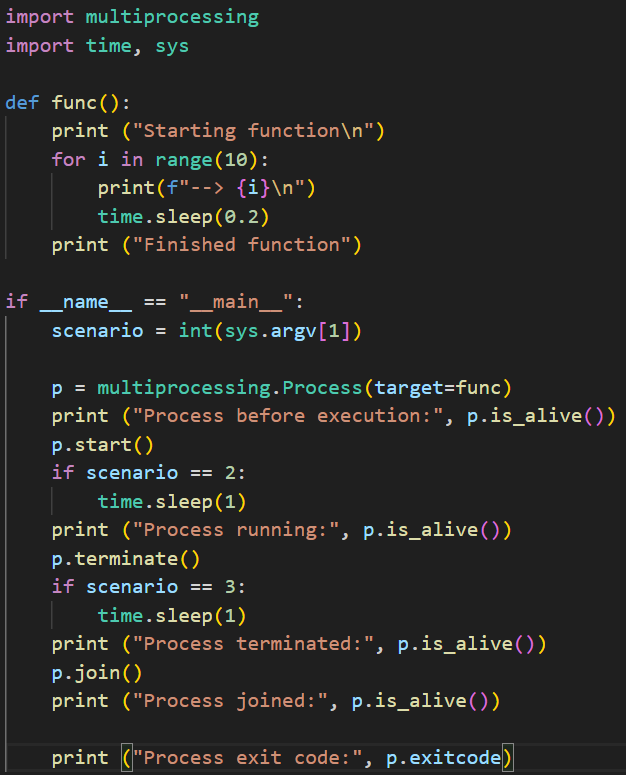 import multiprocessing
import time, sys

def func():
    print ("Starting function\n")
    for i in range(10):
        print(f"--> {i}\n")
        time.sleep(0.2)
    print ("Finished function")

if __name__ == "__main__":
    scenario = int(sys.argv[1])

    p = multiprocessing.Process(target=func)
    print ("Process before execution:", p.is_alive())
    p.start()
    if scenario == 2:
        time.sleep(1)
    print ("Process running:", p.is_alive())
    p.terminate()
    if scenario == 3:
        time.sleep(1)
    print ("Process terminated:", p.is_alive())
    p.join()
    print ("Process joined:", p.is_alive())

    print ("Process exit code:", p.exitcode)